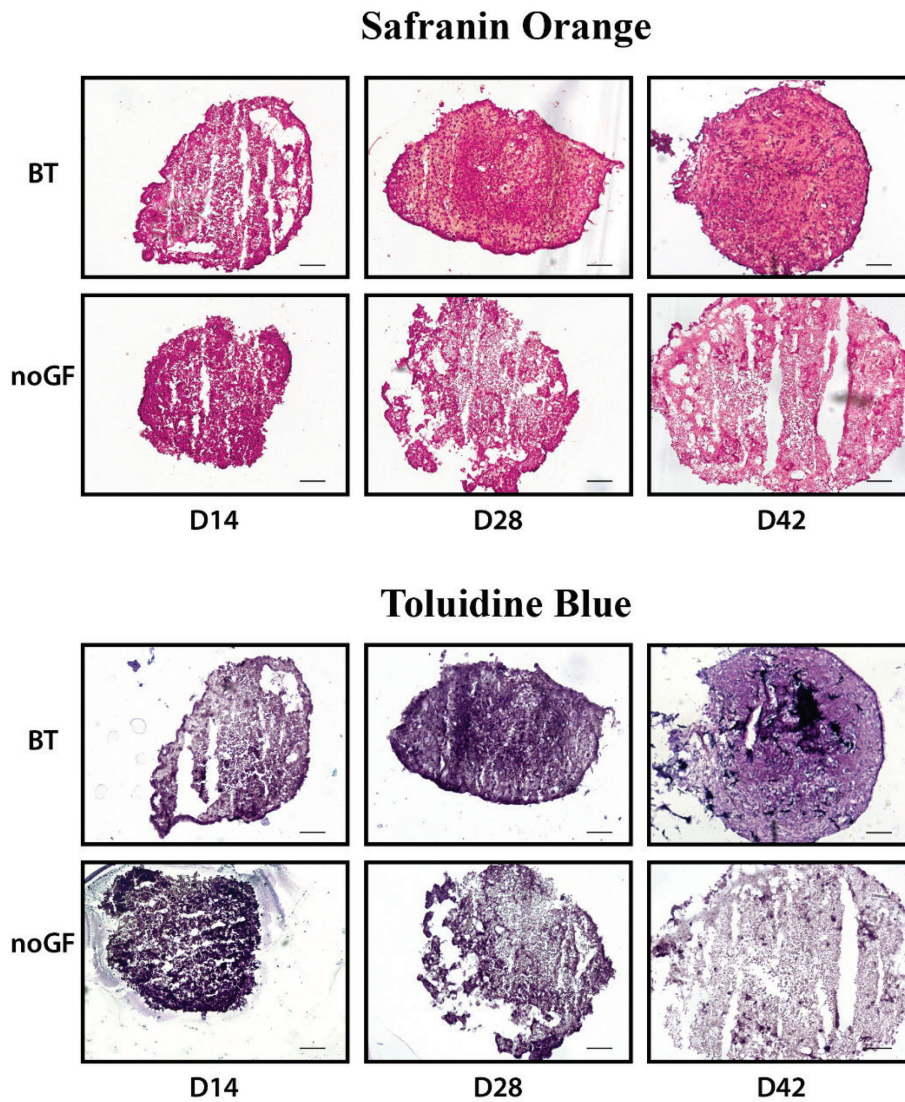 Safranin Orange
BT
noGF
D14 D28 D42
Toluidine Blue
BT
noGF
D14 D28 D42